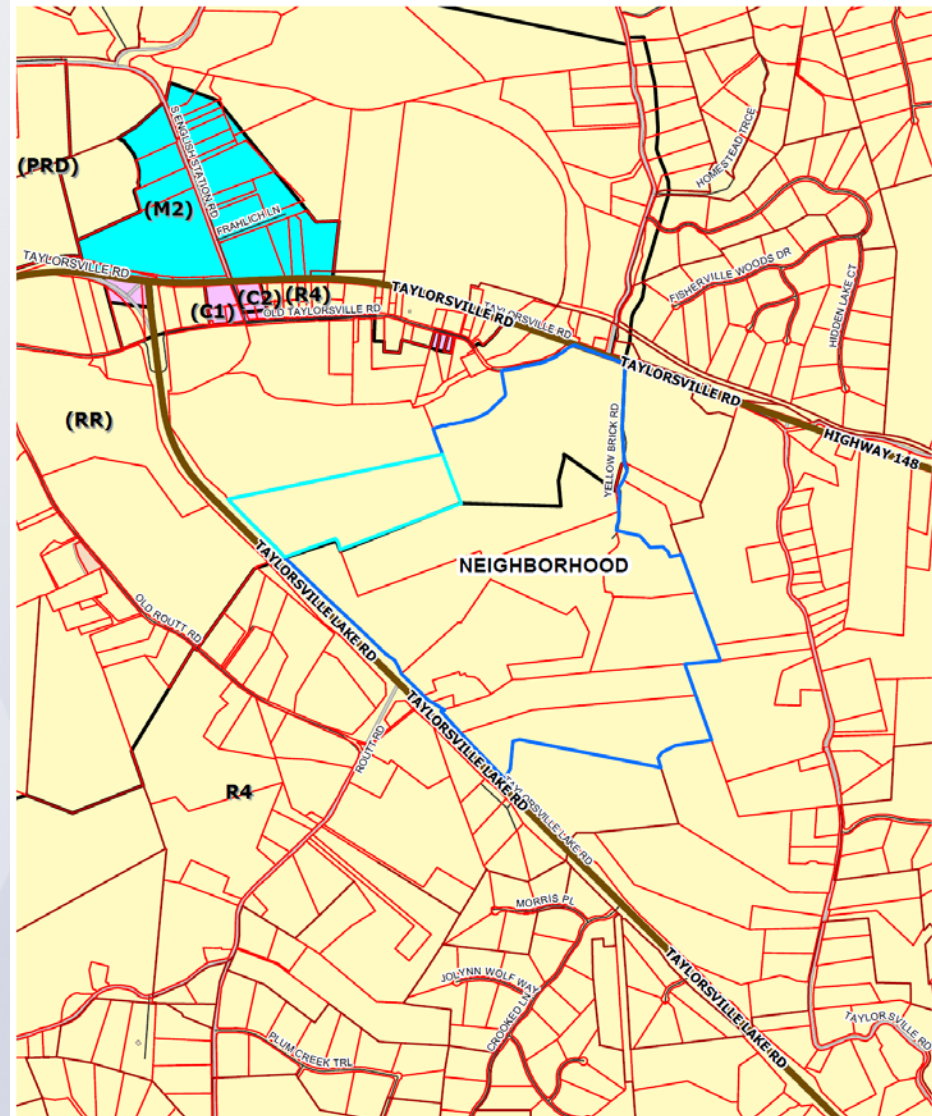 (PRD)
S ENGLISH STATION RD
(M2)
FRAHLICH LN
HOMESTEAD TRCE
FISHERVILLE WOODS DR
HIDDEN LAKE CT
TAYLORSVILLE RD
(C1)
(C2)
(R4)
OLD TAYLORSVILLE RD
TAYLORSVILLE RD
TAYLORSVILLE RD
TAYLORSVILLE RD
HIGHWAY 148
(RR)
YELLOW BRICK RD
NEIGHBORHOOD
TAYLORSVILLE LAKE RD
OLD ROUTT RD
ROUTT RD
TAYLORSVILLE LAKE RD
TAYLORSVILLE LAKE RD
R4
MORRIS PL
JOLYNN WOLF WAY
CROOKED LN
TAYLORSVILLE LAKE RD
TAYLORSVILLE RD
PLUM CREEK TRL